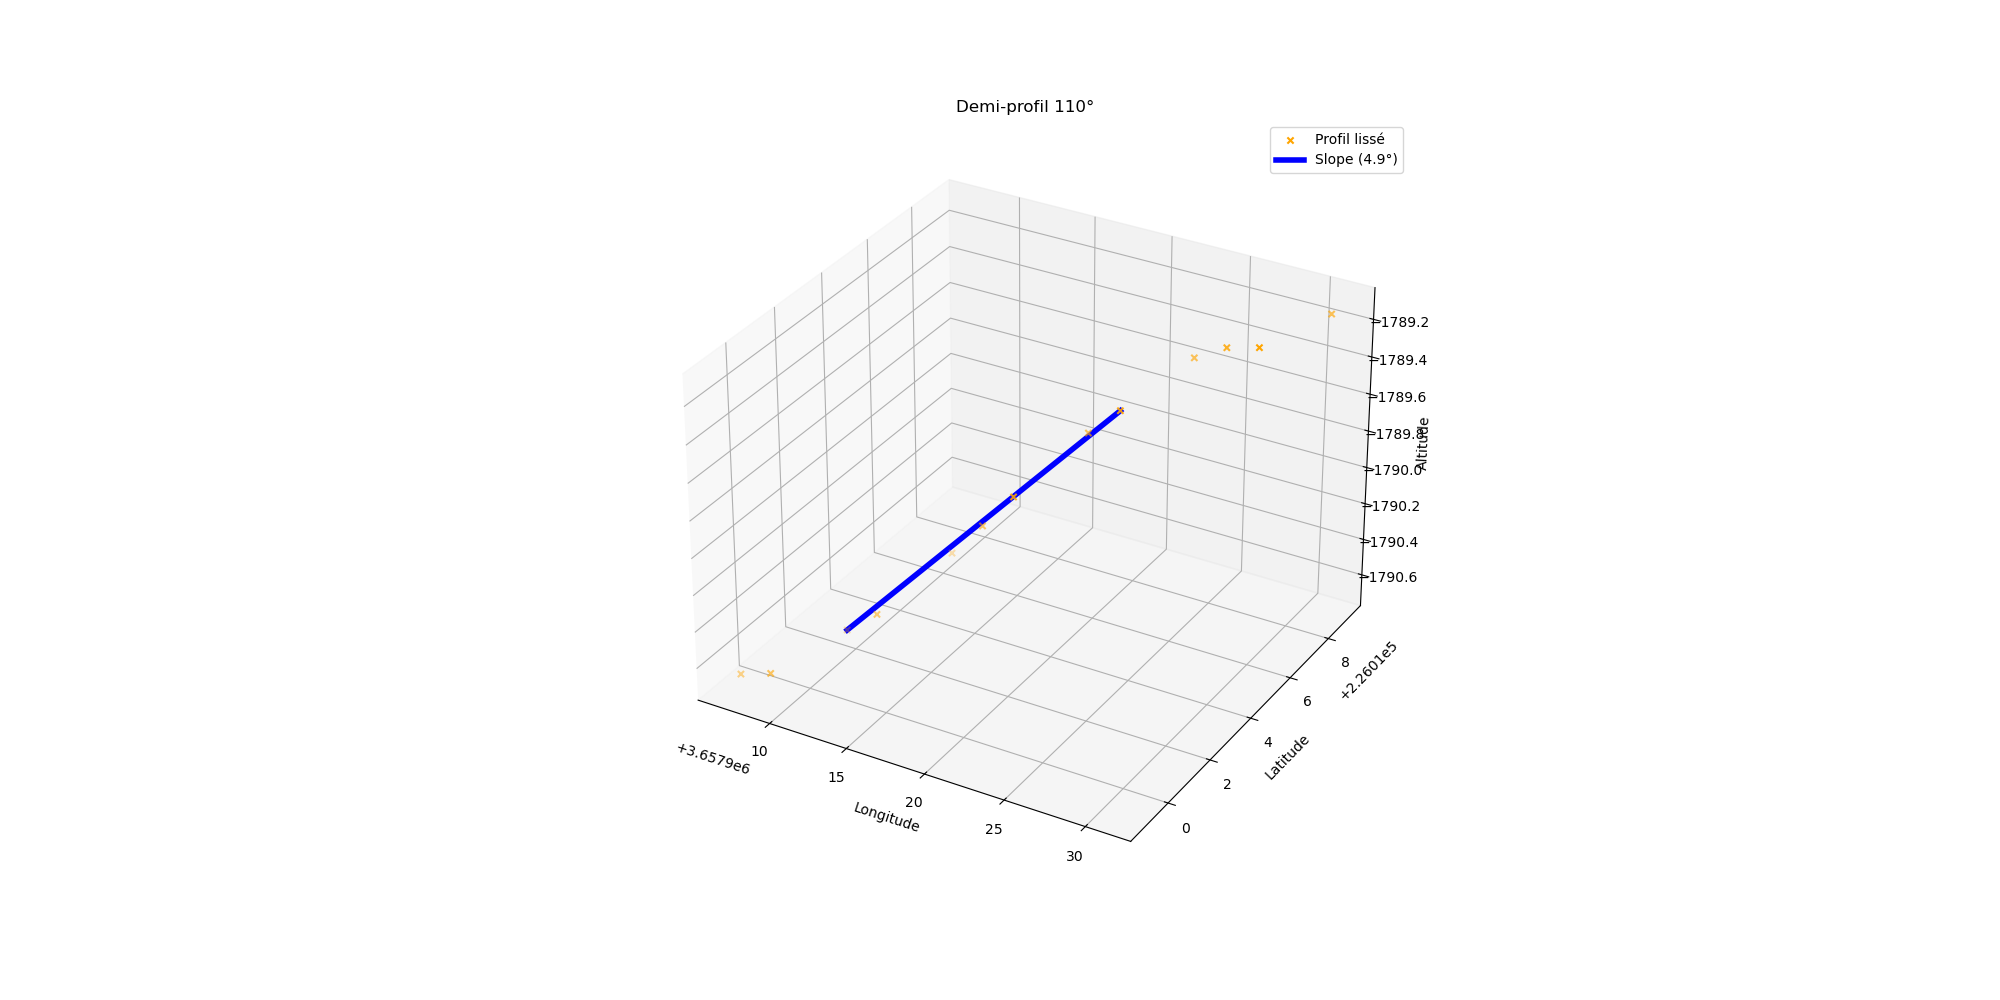 Demi-profil 110°
Profil lissé
Slope (4.9°)
−1789.2
−1789.4
−1789.6
−1789.8
−1790.0
−1790.2
−1790.4
−1790.6
Altitude
8
6
4
2
0
+2.2601e5
Latitude
10
15
20
25
30
+3.6579e6
Longitude